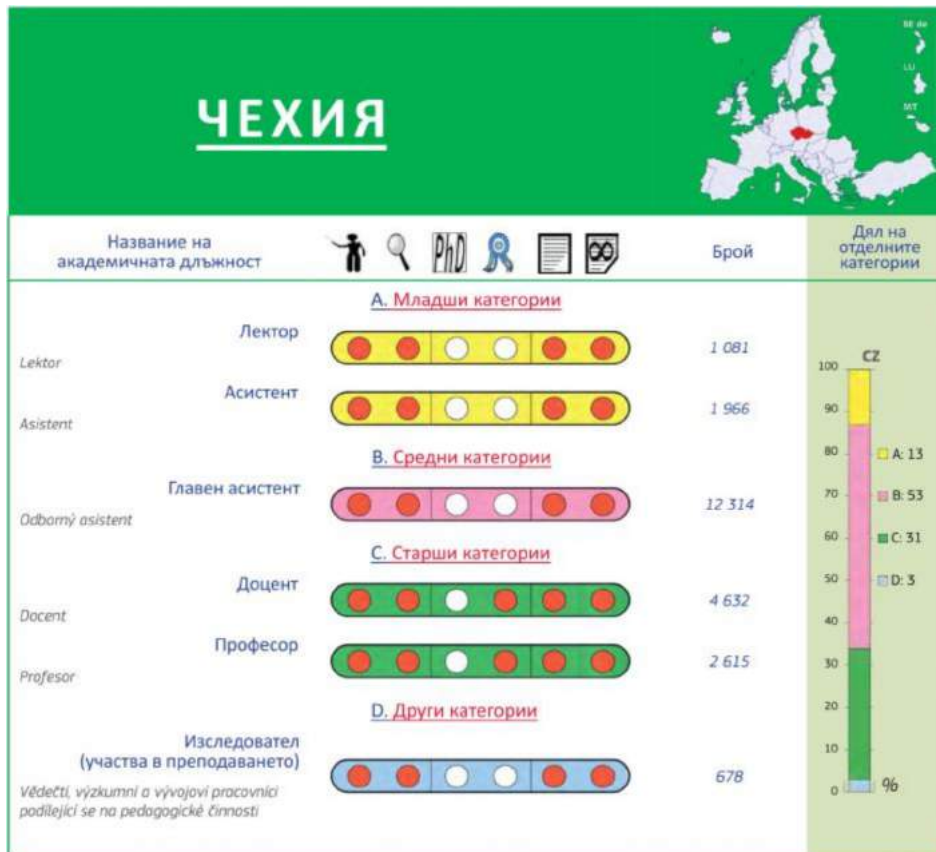 ЧЕХИЯ
BE de
LU
MT
Название на
академичната длъжност
PhD
Брой
Дял на
отделните
категории
A. Младши категории
Лектор
Lektor
1 081
Асистент
Asistent
1 966
B. Средни категории
Главен асистент
Odborný asistent
12 314
C. Старши категории
Доцент
Docent
4 632
Професор
Profesor
2 615
D. Други категории
Изследовател
(участва в преподаването)
Vědečtí, výzkumní a vývojoví pracovníci
podílející se na pedagogické činnosti
678
CZ
100
90
80
70
60
50
40
30
20
10
0
%
A: 13
B: 53
C: 31
D: 3